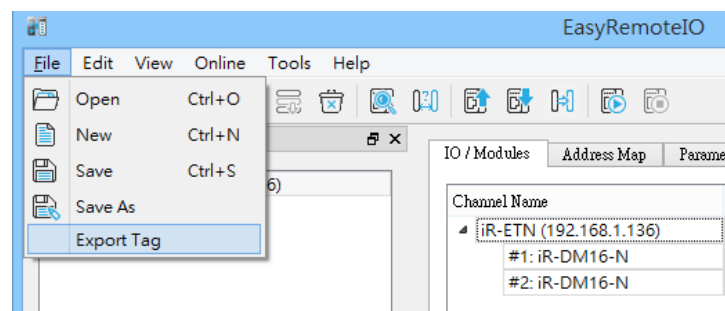 EasyRemoteIO
File Edit View Online Tools Help
Open Ctrl+O
New Ctrl+N
Save Ctrl+S
Save As
Export Tag
6)
IO / Modules Address Map Parame
Channel Name
iR-ETN (192.168.1.136)
#1: iR-DM16-N
#2: iR-DM16-N